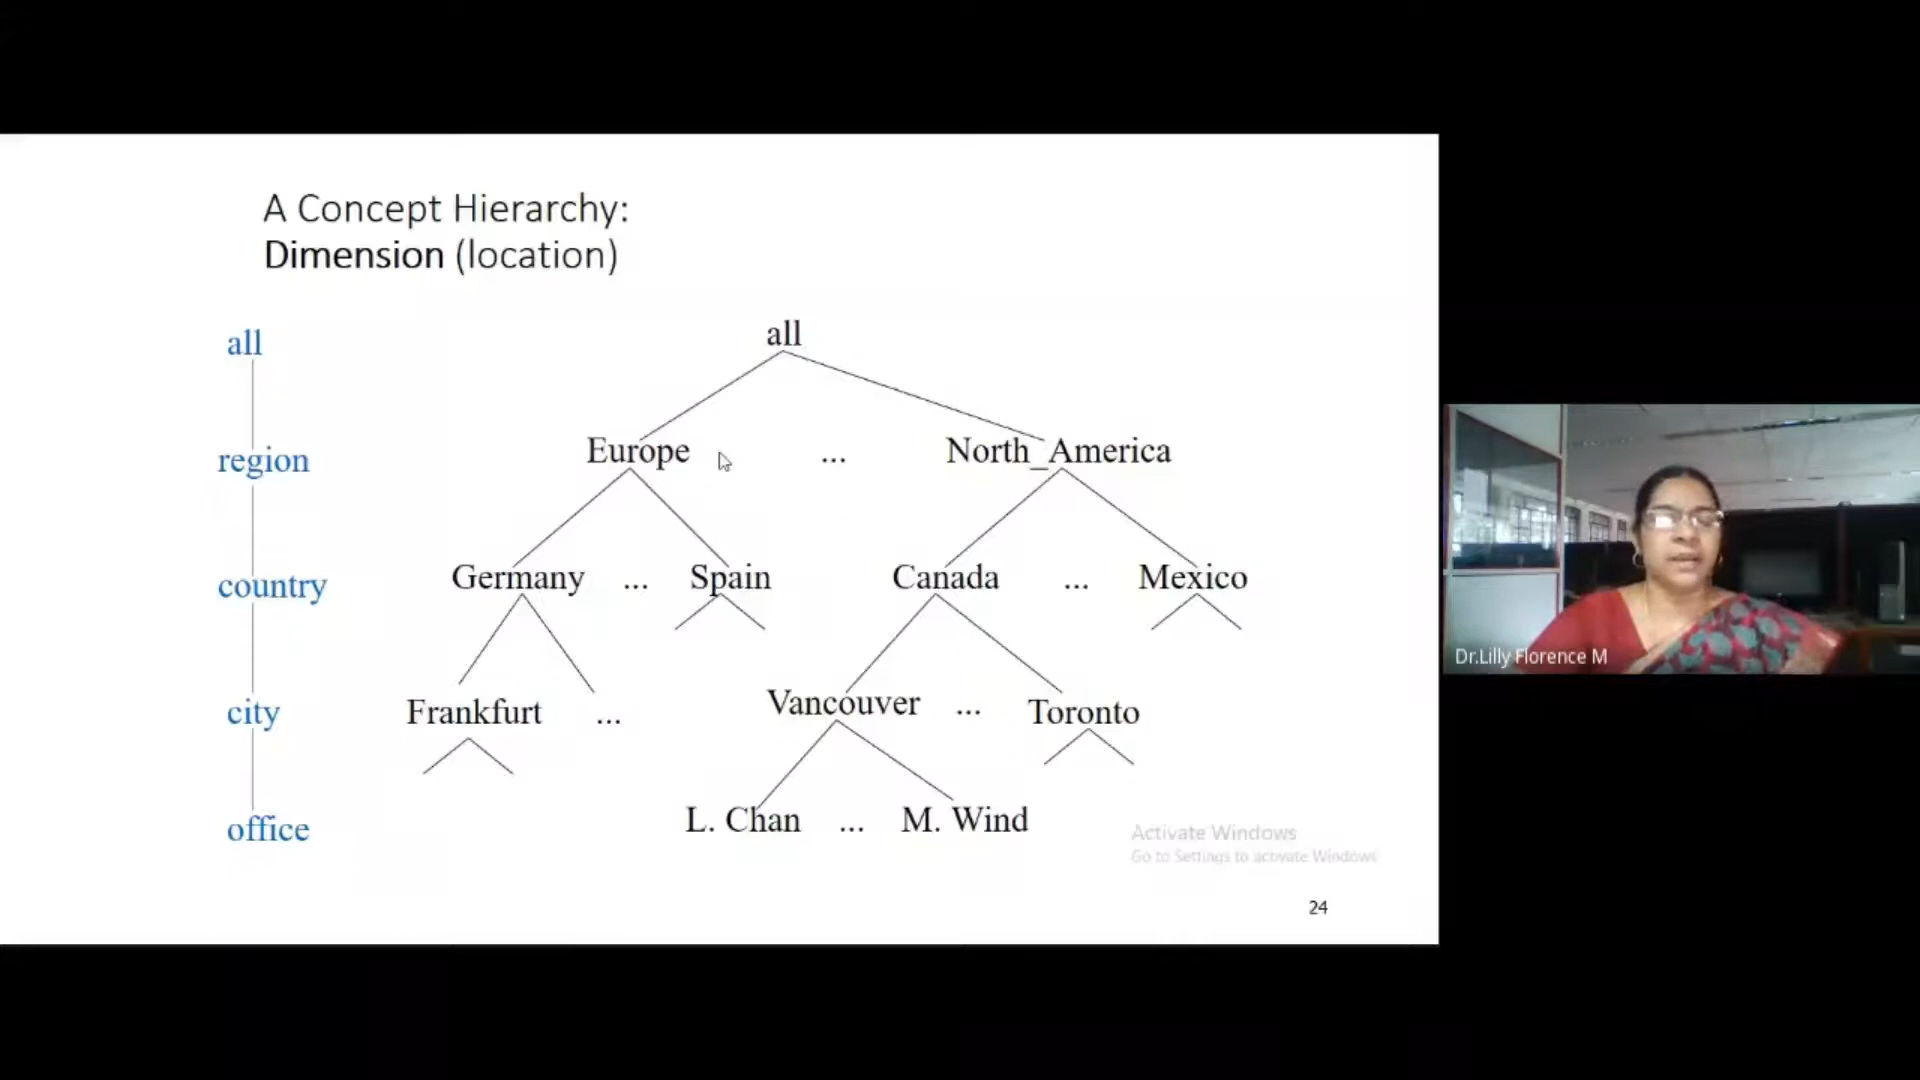 A Concept Hierarchy:
Dimension (location)
all
all
region
Europe ... North_America
country
Germany ... Spain Canada ... Mexico
city
Frankfurt ... Vancouver ... Toronto
office
L. Chan ... M. Wind
Activate Windows
Go to Settings to activate Windows
24
Dr.Lilly Florence M